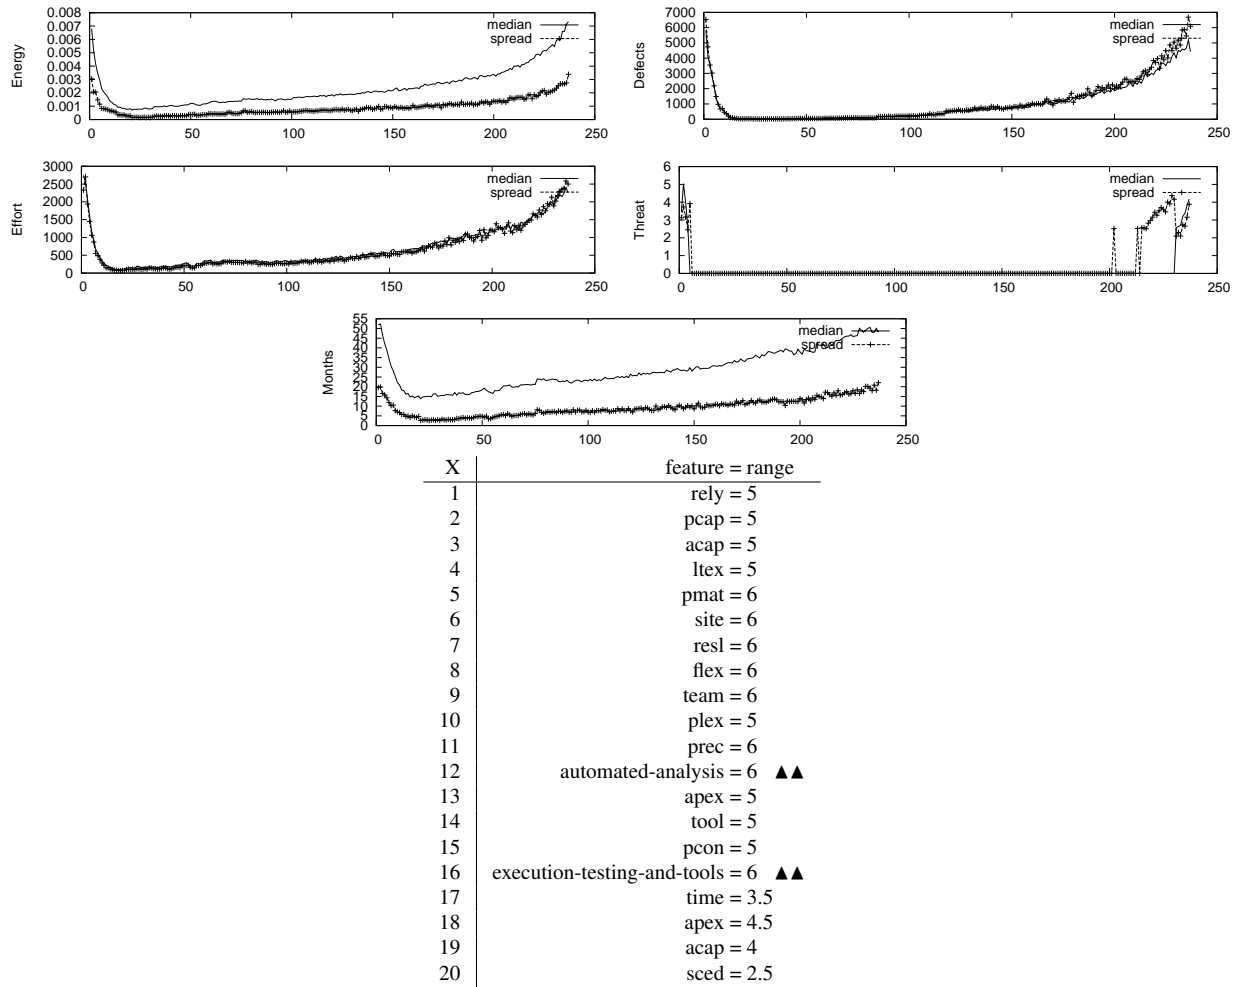 0.008
0.007
0.006
0.005
0.004
0.003
0.002
0.001
0
Energy
median
spread
0 50 100 150 200 250
7000
6000
5000
4000
3000
2000
1000
0
Defects
median
spread
0 50 100 150 200 250
3000
2500
2000
1500
1000
500
0
Effort
median
spread
0 50 100 150 200 250
6
5
4
3
2
1
0
Threat
median
spread
0 50 100 150 200 250
55
50
45
40
35
30
25
20
15
10
5
0
Months
median
spread
0 50 100 150 200 250
X feature = range
1 rely = 5
2 pcap = 5
3 acap = 5
4 ltex = 5
5 pmat = 6
6 site = 6
7 resl = 6
8 flex = 6
9 team = 6
10 plex = 5
11 prec = 6
12 automated-analysis = 6 ▲▲
13 apex = 5
14 tool = 5
15 pcon = 5
16 execution-testing-and-tools = 6 ▲▲
17 time = 3.5
18 apex = 4.5
19 acap = 4
20 sced = 2.5